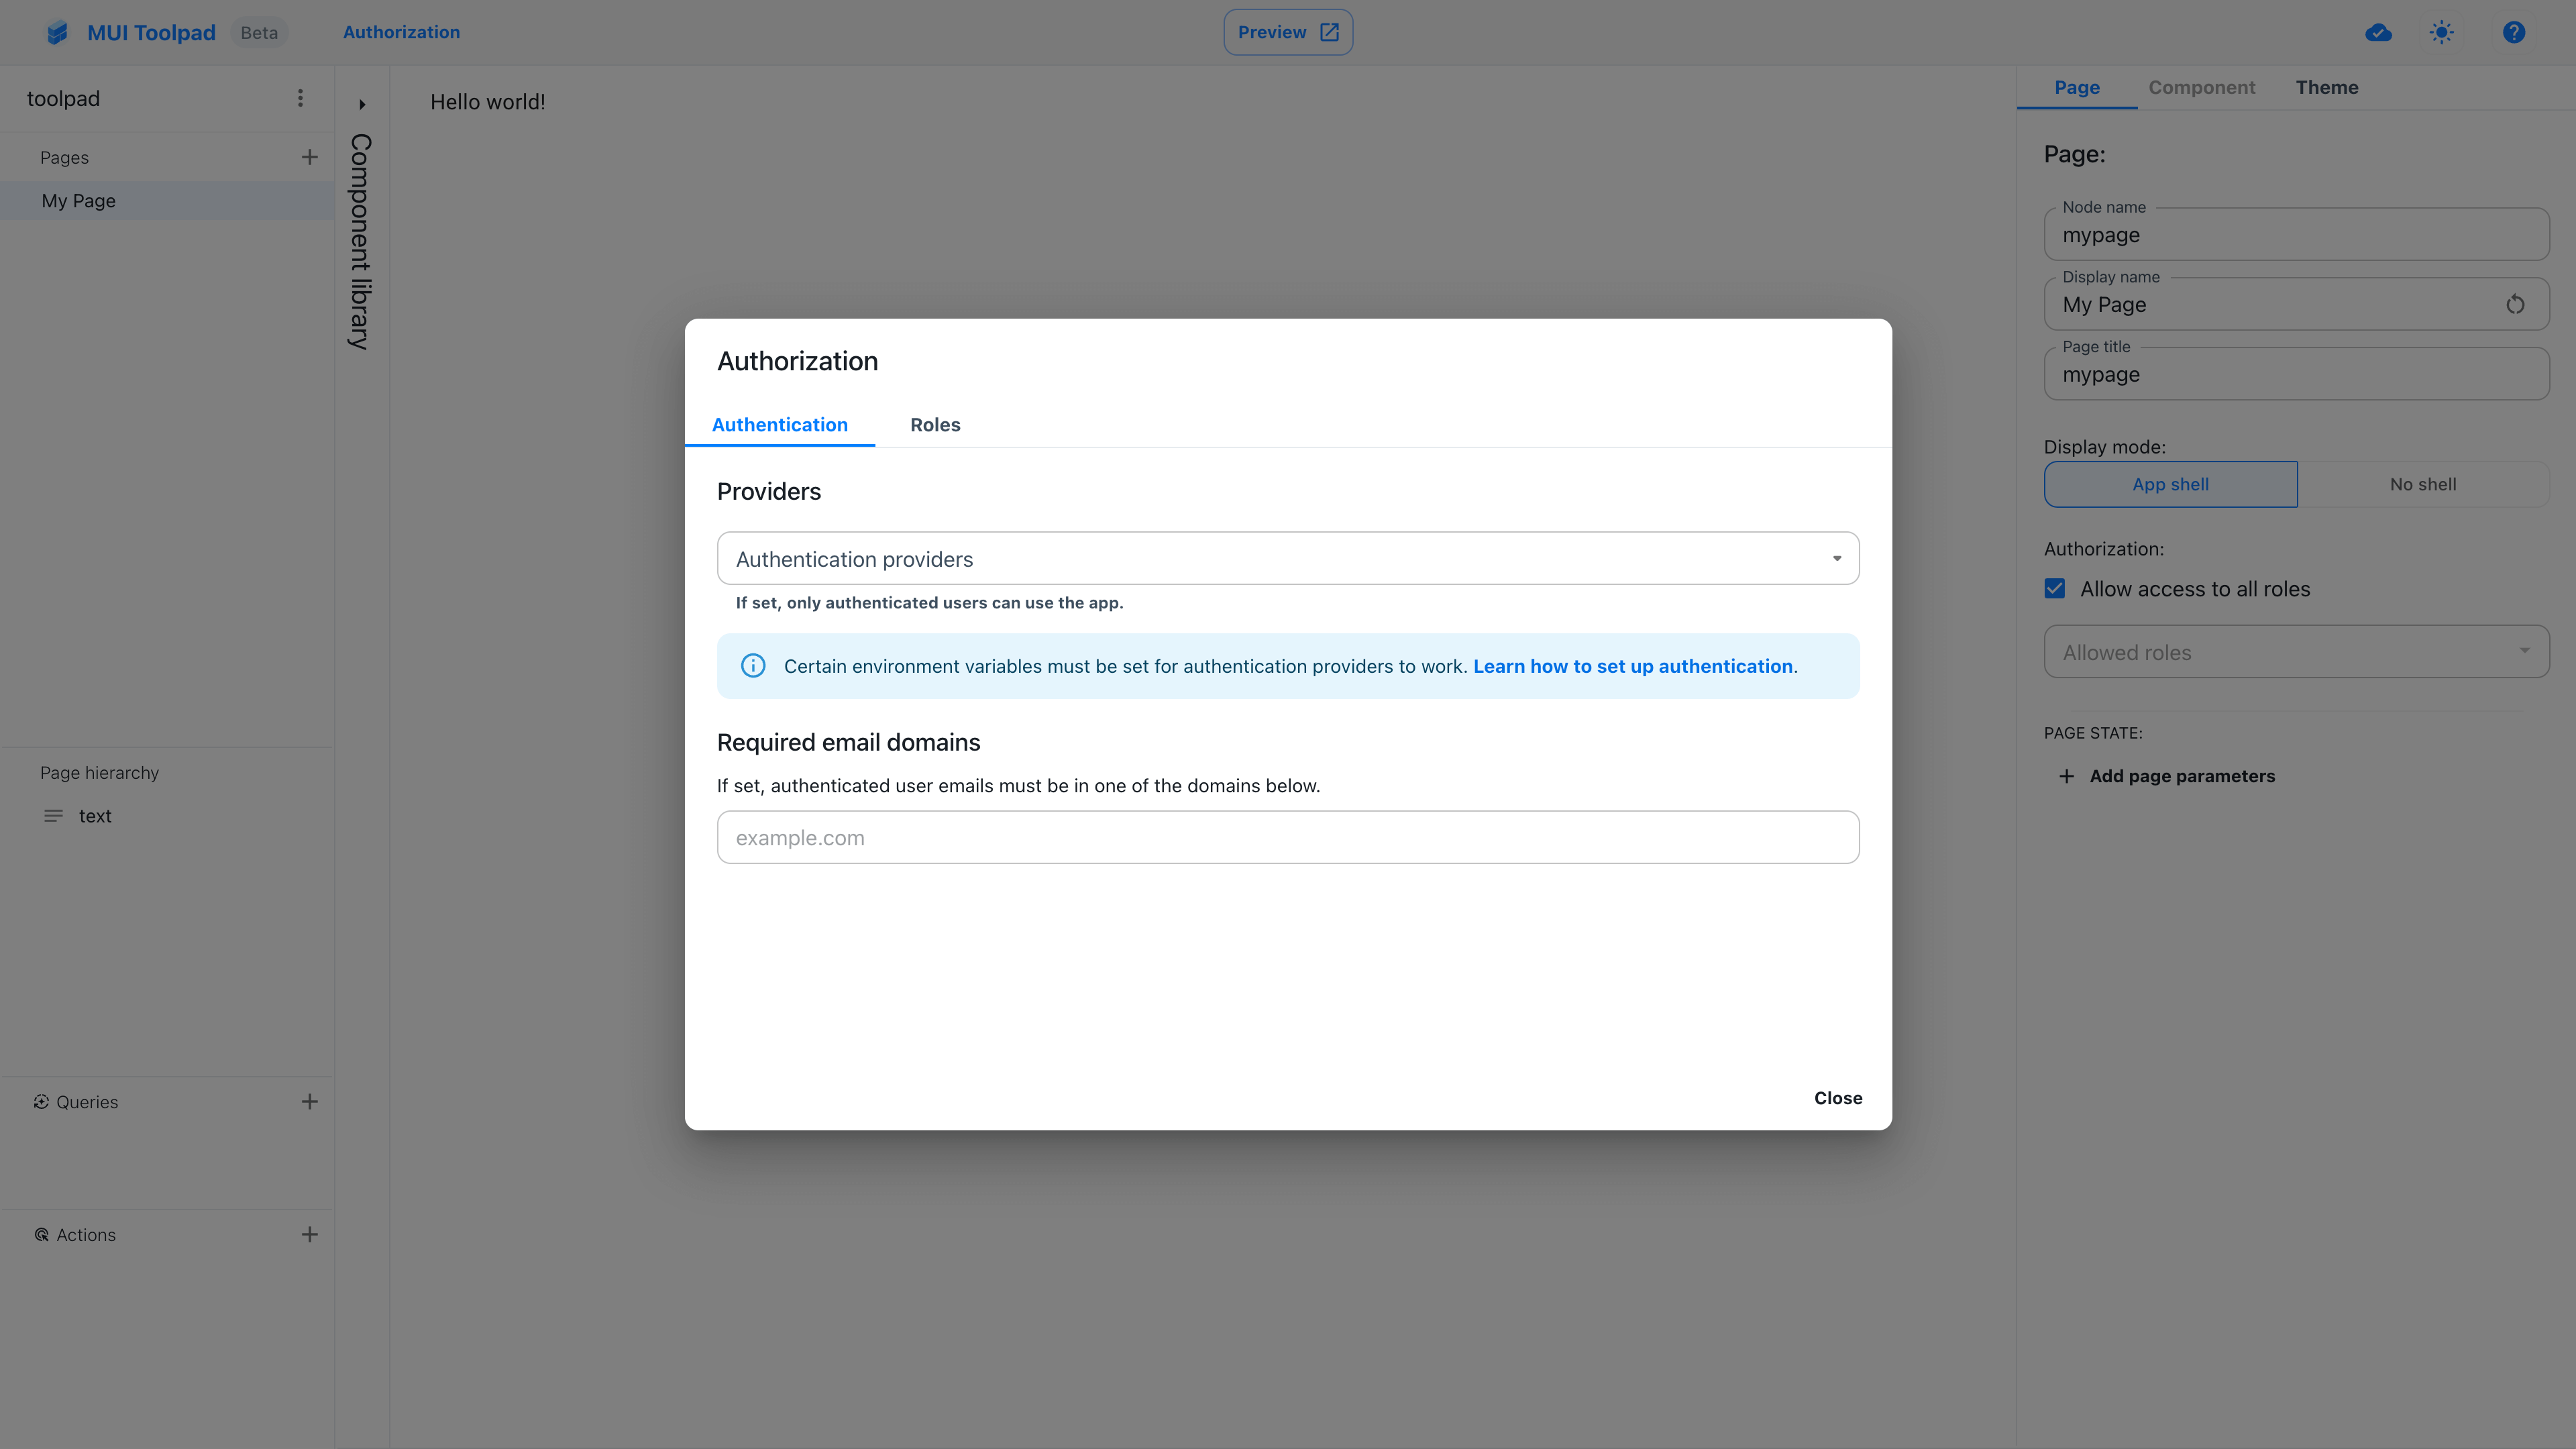 MUI Toolpad Beta Authorization Preview
toolpad
Pages
My Page
Page hierarchy
text
Queries
Actions
Component library
Hello world!
Authorization
Authentication Roles
Providers
Authentication providers
If set, only authenticated users can use the app.
Certain environment variables must be set for authentication providers to work. Learn how to set up authentication.
Required email domains
If set, authenticated user emails must be in one of the domains below.
example.com
Close
Page Component Theme
Page:
Node name
mypage
Display name
My Page
Page title
mypage
Display mode:
App shell No shell
Authorization:
Allow access to all roles
Allowed roles
PAGE STATE:
Add page parameters